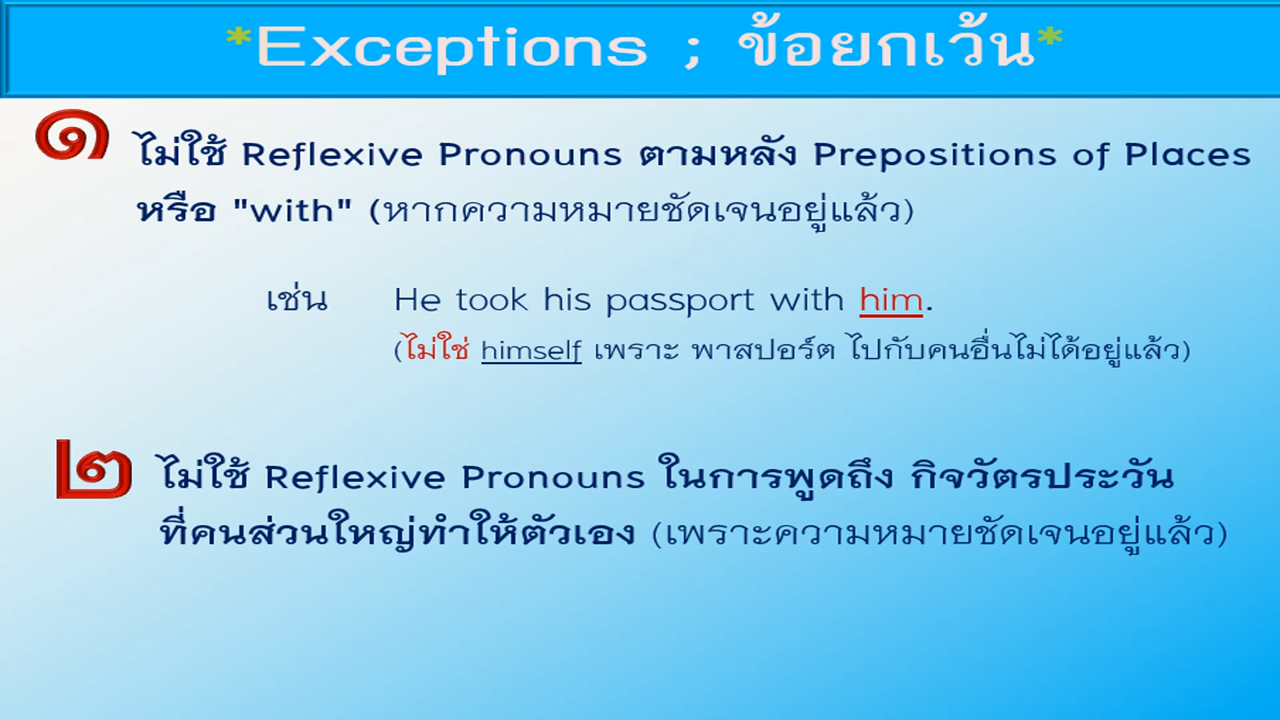 *Exceptions ; ข้อยกเว้น*
๑ ไม่ใช้ Reflexive Pronouns ตามหลัง Prepositions of Places
หรือ "with" (หากความหมายชัดเจนอยู่แล้ว)
เช่น He took his passport with him.
(ไม่ใช่ himself เพราะ พาสปอร์ต ไปกับคนอื่นไม่ได้อยู่แล้ว)
๒ ไม่ใช้ Reflexive Pronouns ในการพูดถึง กิจวัตรประวัน
ที่คนส่วนใหญ่ทำให้ตัวเอง (เพราะความหมายชัดเจนอยู่แล้ว)